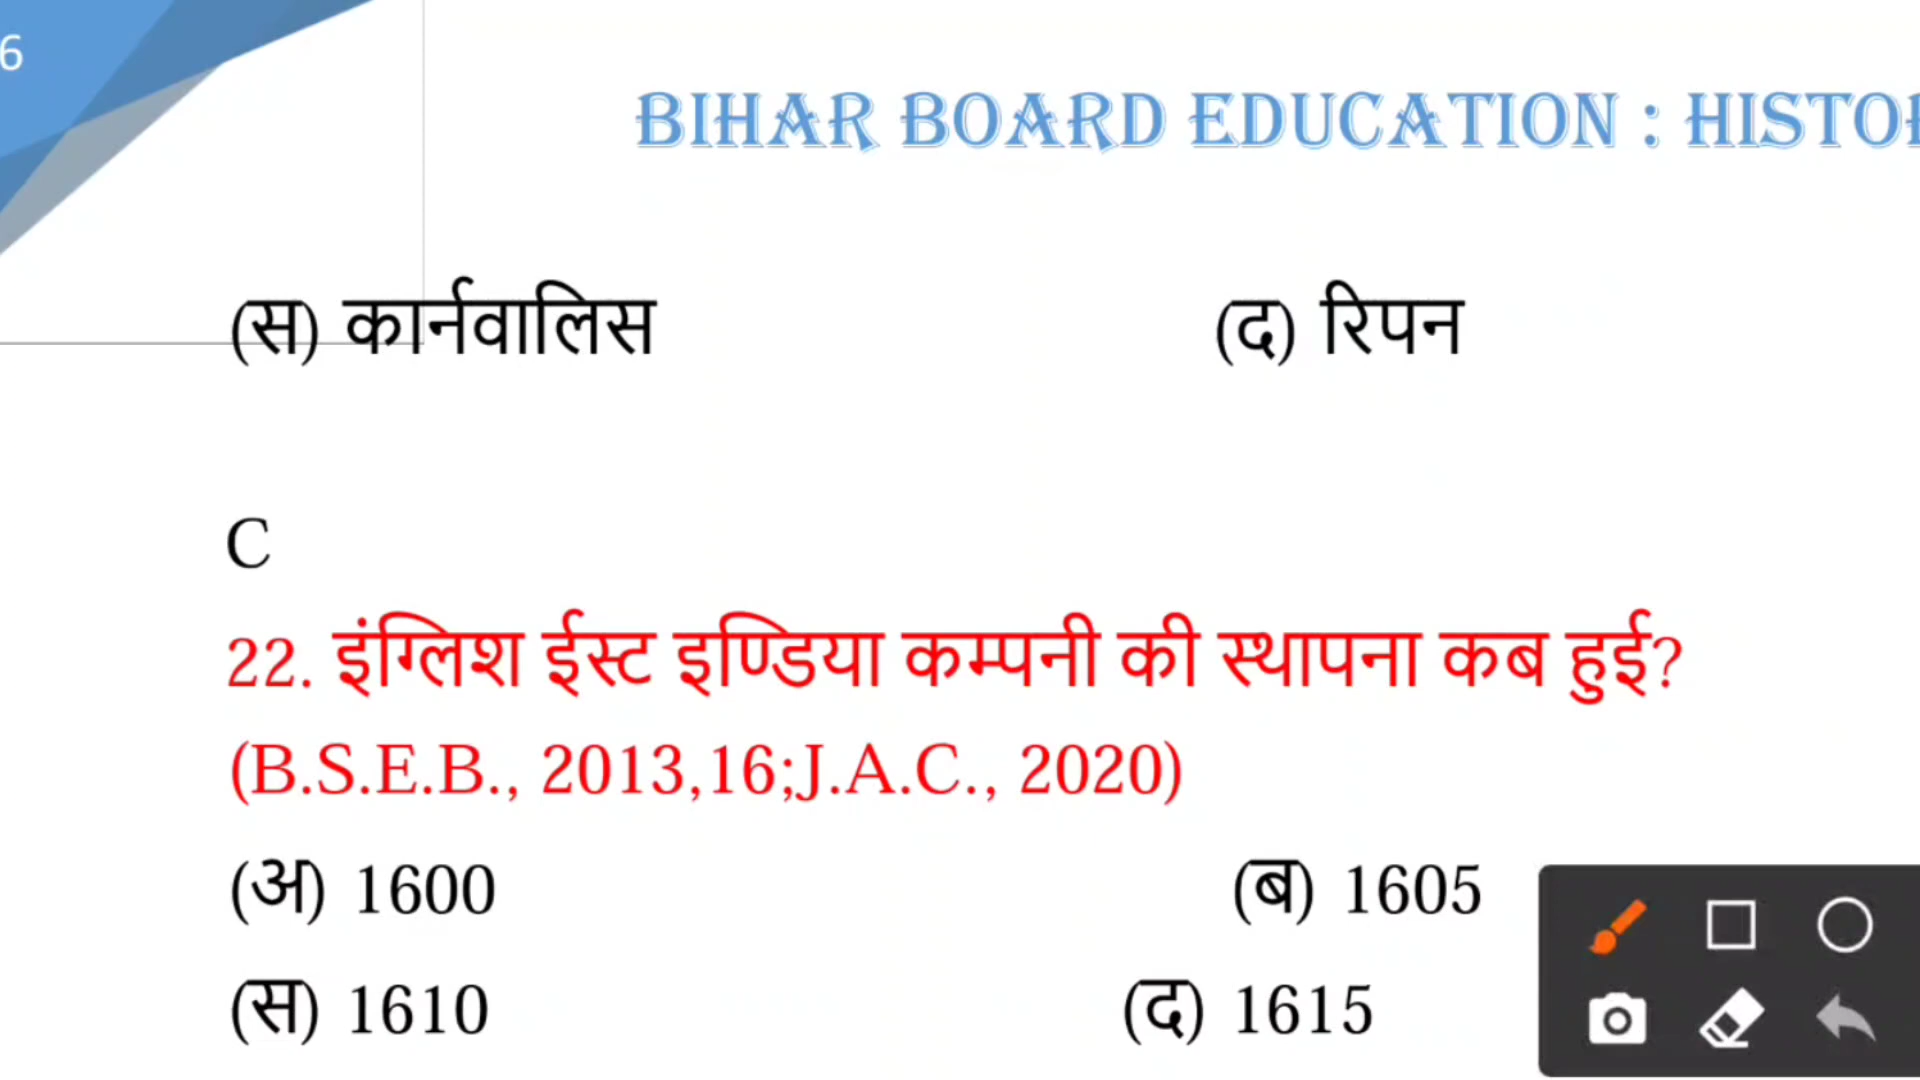 6
BIHAR BOARD EDUCATION : HISTO
(स) कार्नवालिस (द) रिपन
C
22. इंग्लिश ईस्ट इण्डिया कम्पनी की स्थापना कब हुई?
(B.S.E.B., 2013,16;J.A.C., 2020)
(अ) 1600 (ब) 1605
(स) 1610 (द) 1615